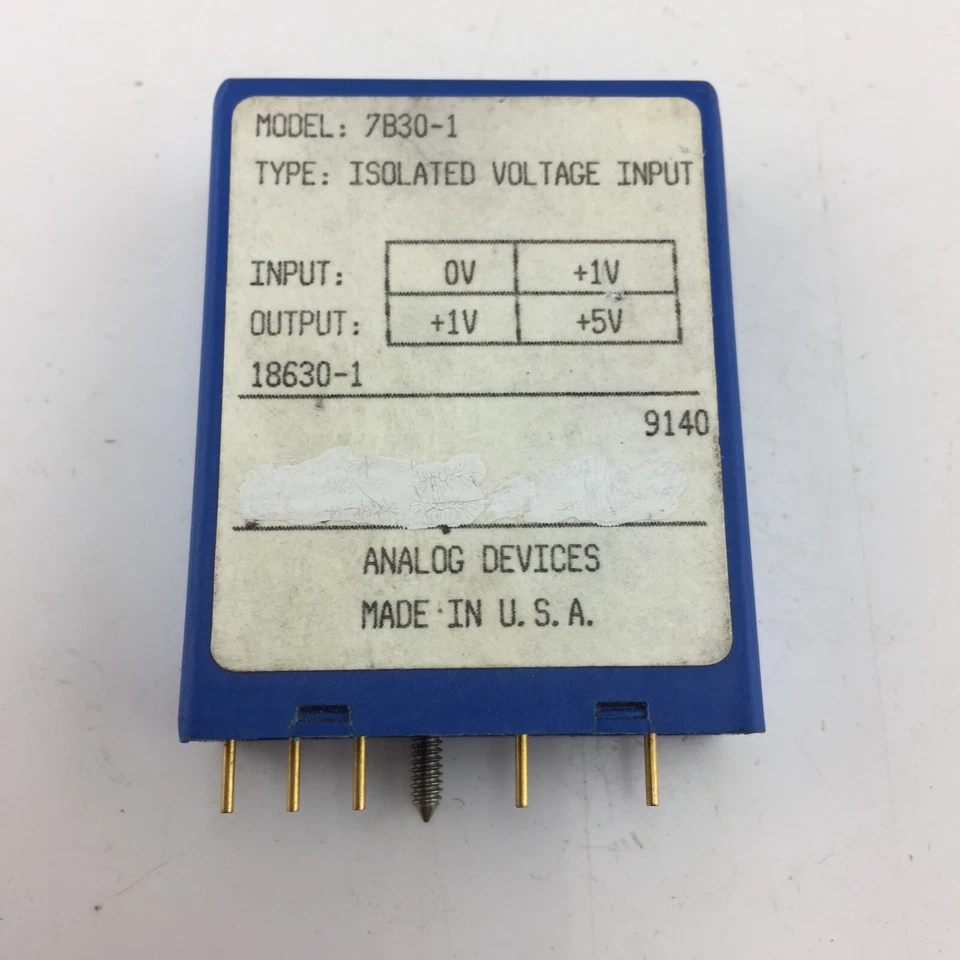 MODEL: 7B30-1
TYPE: ISOLATED VOLTAGE INPUT
INPUT: 0V +1V
OUTPUT: +1V +5V
18630-1
9140
ANALOG DEVICES
MADE IN U.S.A.